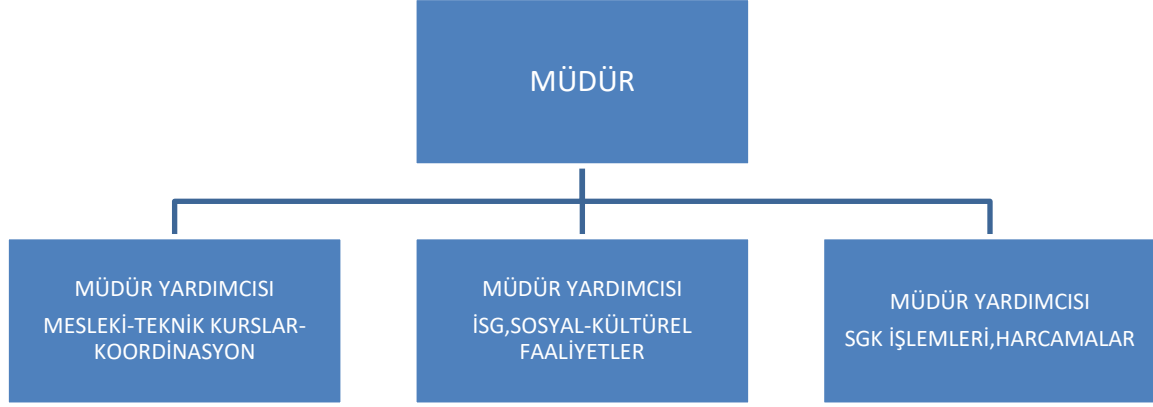 MÜDÜR
MÜDÜR YARDIMCISI
MESLEKİ-TEKNİK KURSLAR-
KOORDİNASYON
MÜDÜR YARDIMCISI
İSG,SOSYAL-KÜLTÜREL
FAALİYETLER
MÜDÜR YARDIMCISI
SGK İŞLEMLERİ,HARCAMALAR